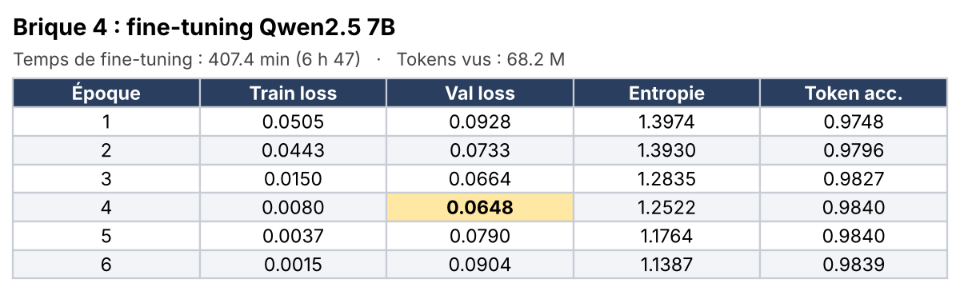 Brique 4 : fine-tuning Qwen2.5 7B
Temps de fine-tuning : 407.4 min (6 h 47) · Tokens vus : 68.2 M
Époque Train loss Val loss Entropie Token acc.
1 0.0505 0.0928 1.3974 0.9748
2 0.0443 0.0733 1.3930 0.9796
3 0.0150 0.0664 1.2835 0.9827
4 0.0080 0.0648 1.2522 0.9840
5 0.0037 0.0790 1.1764 0.9840
6 0.0015 0.0904 1.1387 0.9839